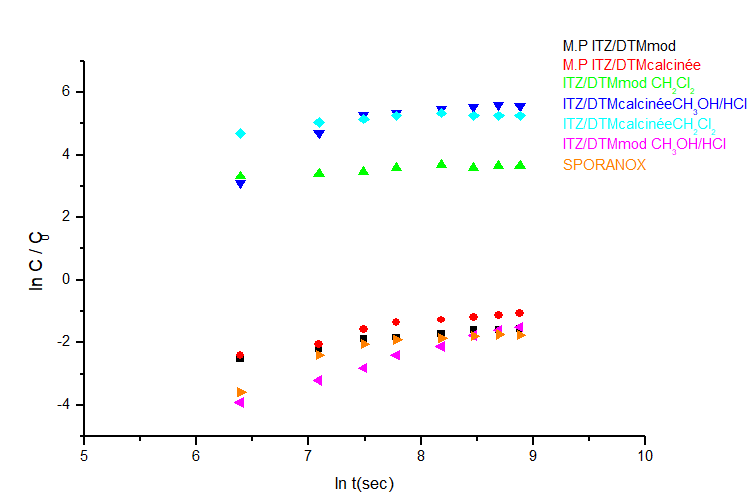 M.P ITZ/DTMmod
M.P ITZ/DTMcalcinée
ITZ/DTMmod CH2Cl2
ITZ/DTMcalcinéeCH3OH/HCl
ITZ/DTMcalcinéeCH2Cl2
ITZ/DTMmod CH3OH/HCl
SPORANOX
6
4
2
0
-2
-4
ln C / C0
5 6 7 8 9 10
ln t(sec)